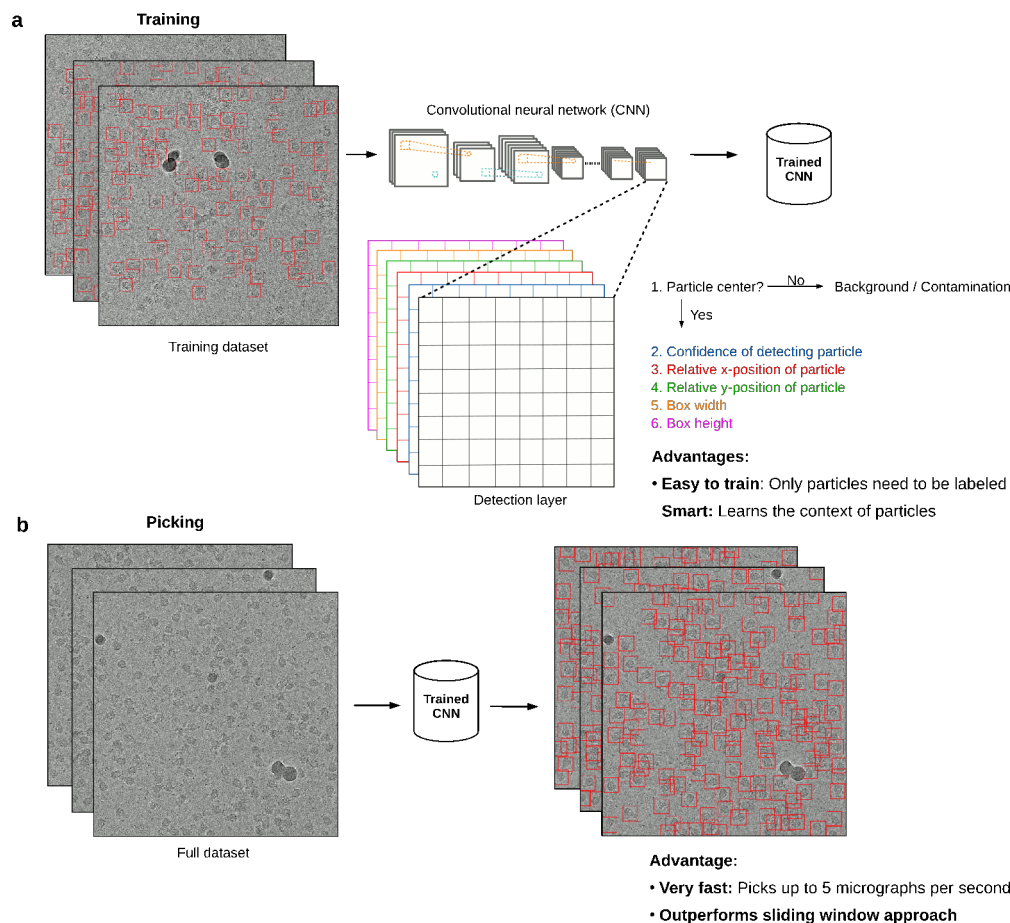 a
Training
Convolutional neural network (CNN)
Trained
CNN
Training dataset
1. Particle center?
No
Background / Contamination
Yes
2. Confidence of detecting particle
3. Relative x-position of particle
4. Relative y-position of particle
5. Box width
6. Box height
Detection layer
Advantages:
• Easy to train: Only particles need to be labeled
Smart: Learns the context of particles
b
Picking
Trained
CNN
Full dataset
Advantage:
• Very fast: Picks up to 5 micrographs per second
• Outperforms sliding window approach